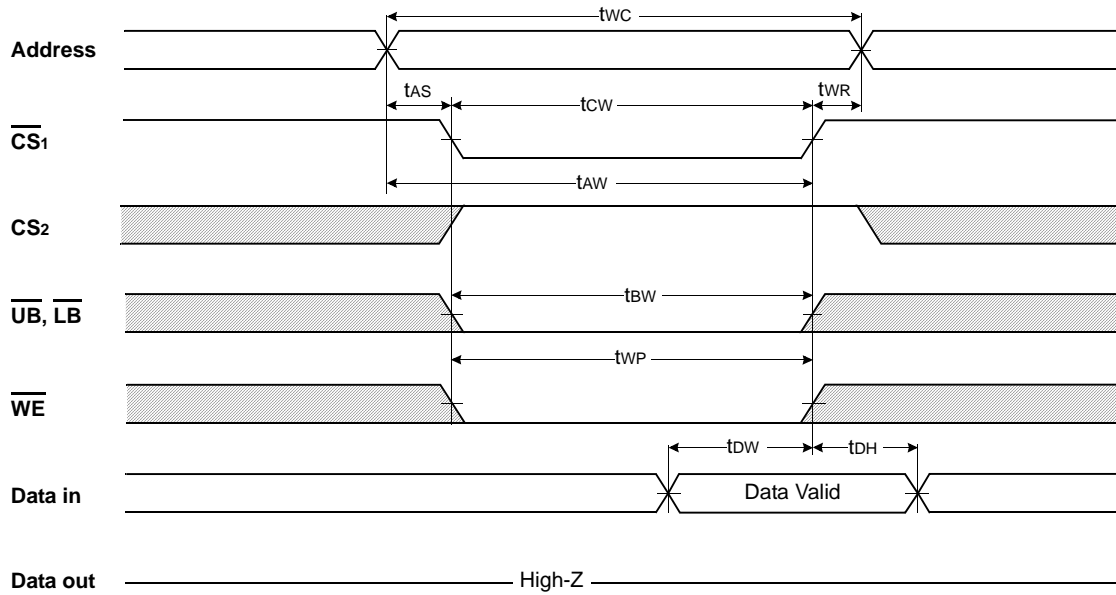 tWC
Address
tAS
tCW
tWR
CS1
tAW
CS2
tBW
UB, LB
tWP
WE
tDW
tDH
Data in
Data Valid
Data out
High-Z